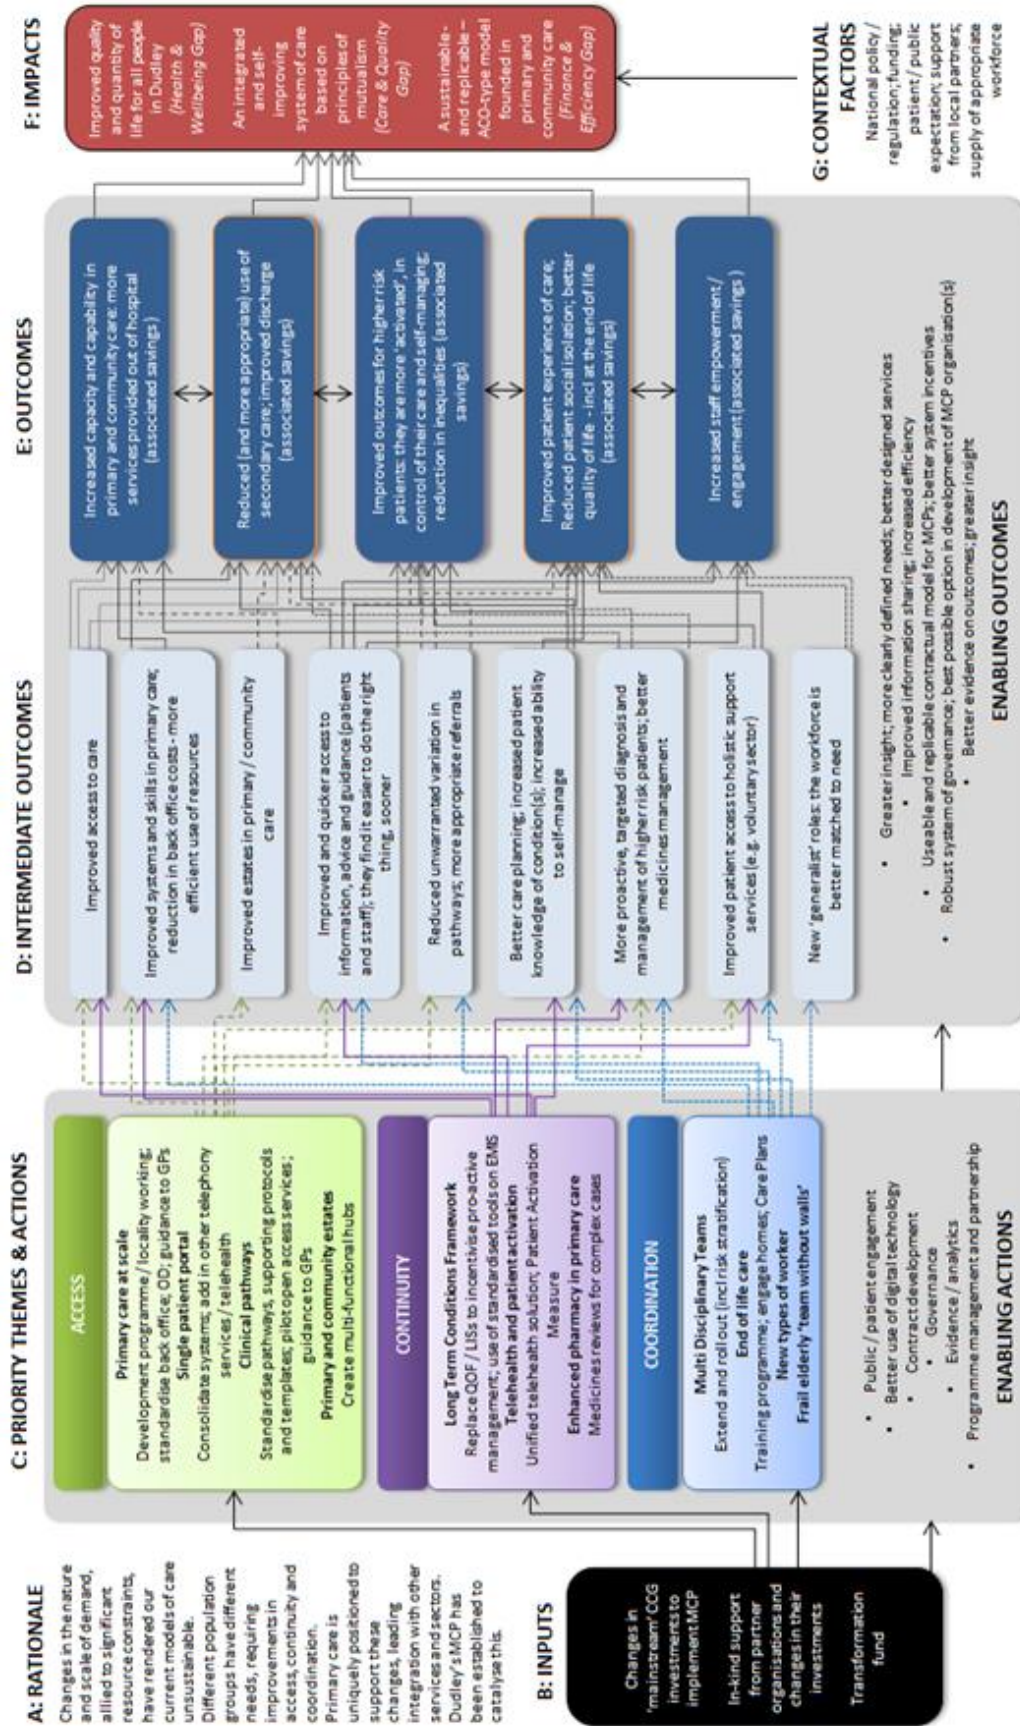 A: RATIONALE
Changes in the nature
and scale of demand,
allied to significant
resource constraints,
have rendered our
current models of care
unsustainable.
Different population
groups have different
needs, requiring
improvements in
access, continuity and
coordination.
Primary care is
uniquely positioned to
support these
changes, leading
integration with other
services and sectors.
Dudley's MCP has
been established to
catalyse this.
B: INPUTS
Changes in
'mainstream' CCG
investments to
implement MCP
In-kind support
from partner
organisations and
changes in their
investments
Transformation
fund
C: PRIORITY THEMES & ACTIONS
ACCESS
Primary care at scale
Development programme / locality working;
standardise back office, OD; guidance to GPs
Single patient portal
Consolidate systems; add in other telephony
services / telehealth
Clinical pathways
Standardise pathways, supporting protocols
and templates; pilot open access services;
guidance to GPs
Primary and community estates
Create multi-functional hubs
CONTINUITY
Long Term Conditions Framework
Replace QOF / LISs to incentivise pro-active
management; use of standardised tools on EMIS
Telehealth and patient activation
Unified telehealth solution; Patient Activation
Measure
Enhanced pharmacy in primary care
Medicines reviews for complex cases
COORDINATION
Multi Disciplinary Teams
Extend and roll out (incl risk stratification)
End of life care
Training programme; engage homes; Care Plans
New types of worker
Frail elderly 'team without walls'
• Public / patient engagement
• Better use of digital technology
• Contract development
• Governance
• Evidence / analytics
• Programme management and partnership
ENABLING ACTIONS
D: INTERMEDIATE OUTCOMES
Improved access to care
Improved systems and skills in primary care;
reduction in back office costs - more
efficient use of resources
Improved estates in primary / community
care
Improved and quicker access to
information, advice and guidance (patients
and staff); they find it easier to do the right
thing, sooner
Reduced unwarranted variation in
pathways; more appropriate referrals
Better care planning; increased patient
knowledge of condition(s); increased ability
to self-manage
More proactive, targeted diagnosis and
management of higher risk patients; better
medicines management
Improved patient access to holistic support
services (e.g. voluntary sector)
New 'generalist' roles: the workforce is
better matched to need
E: OUTCOMES
Increased capacity and capability in
primary and community care: more
services provided out of hospital
(associated savings )
Reduced (and more appropriate) use of
secondary care; improved discharge
(associated savings)
Improved outcomes for higher risk
patients: they are more 'activated', in
control of their care and self-managing;
reduction in inequalities (associated
savings)
Improved patient experience of care;
Reduced patient social isolation; better
quality of life - incl at the end of life
(associated savings)
Increased staff empowerment /
engagement (associated savings )
• Greater insight; more clearly defined needs; better designed services
• Improved information sharing; increased efficiency
• Useable and replicable contractual model for MCPs; better system incentives
• Robust system of governance; best possible option in development of MCP organisation(s)
• Better evidence on outcomes; greater insight
ENABLING OUTCOMES
F: IMPACTS
Improved quality
and quantity of
life for all people
in Dudley
(Health &
Wellbeing Gap)
An integrated
and self-
improving
system of care
based on
principles of
mutualism
(Care & Quality
Gap)
A sustainable -
and replicable –
ACO-type model
founded in
primary and
community care
(Finance &
Efficiency Gap)
G: CONTEXTUAL
FACTORS
National policy /
regulation; funding;
patient / public
expectation; support
from local partners;
supply of appropriate
workforce